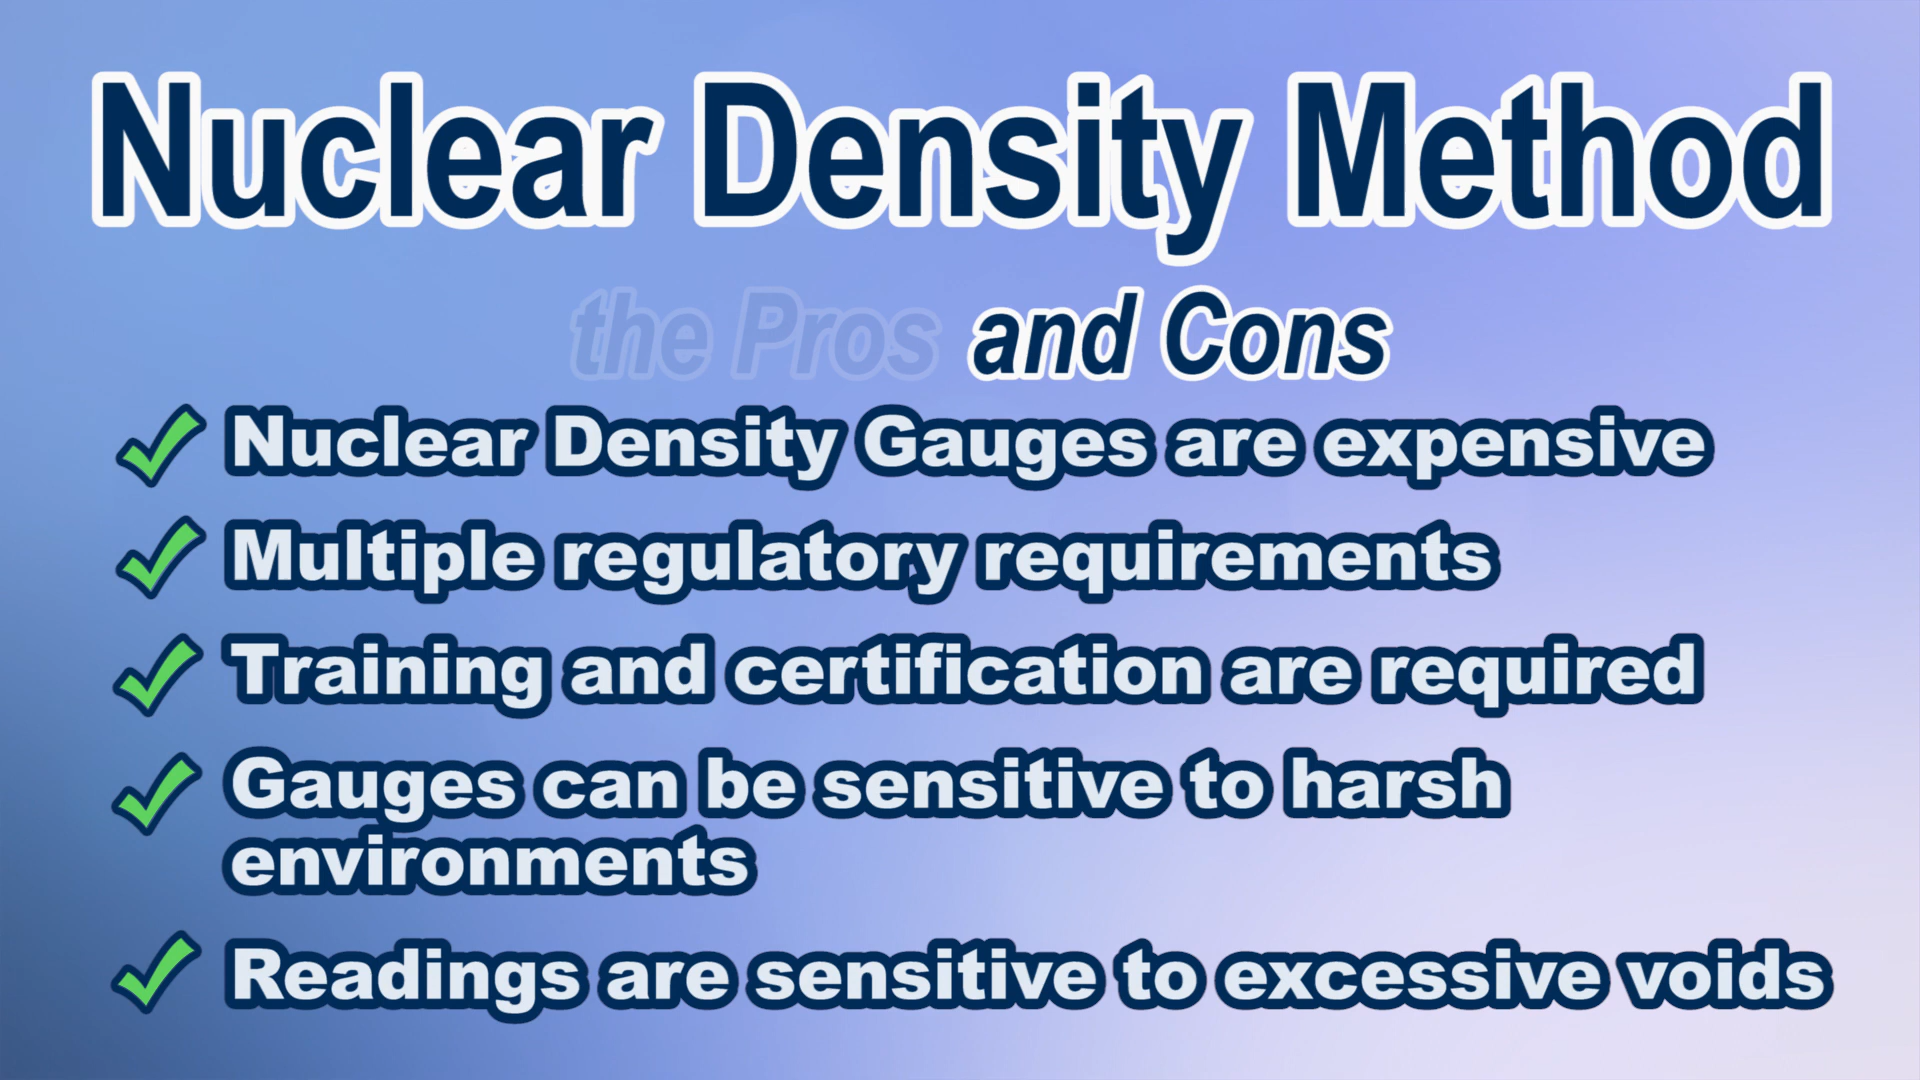 Nuclear Density Method
the Pros and Cons
Nuclear Density Gauges are expensive
Multiple regulatory requirements
Training and certification are required
Gauges can be sensitive to harsh
environments
Readings are sensitive to excessive voids